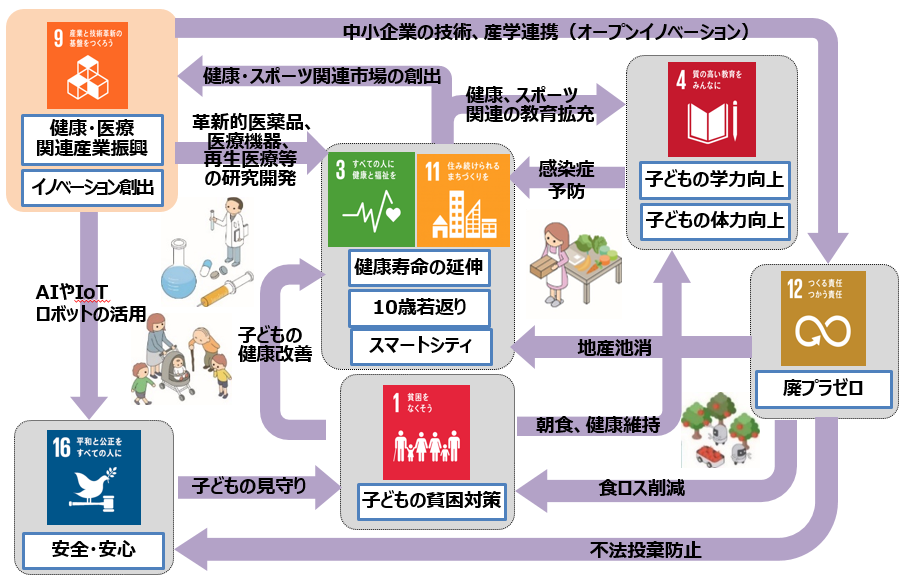 9 産業と技術革新の
基盤をつくろう
健康・医療
関連産業振興
イノベーション創出
中小企業の技術、産学連携（オープンイノベーション）
健康・スポーツ関連市場の創出
革新的医薬品、
医療機器、
再生医療等
の研究開発
健康、スポーツ
関連の教育拡充
4 質の高い教育を
みんなに
子どもの学力向上
子どもの体力向上
感染症
予防
3 すべての人に
健康と福祉を
11 住み続けられる
まちづくりを
健康寿命の延伸
10歳若返り
スマートシティ
AIやIoT
ロボットの活用
子どもの
健康改善
地産池消
12 つくる責任
つかう責任
廃プラゼロ
1 貧困を
なくそう
子どもの貧困対策
朝食、健康維持
食ロス削減
16 平和と公正を
すべての人に
安全・安心
子どもの見守り
不法投棄防止